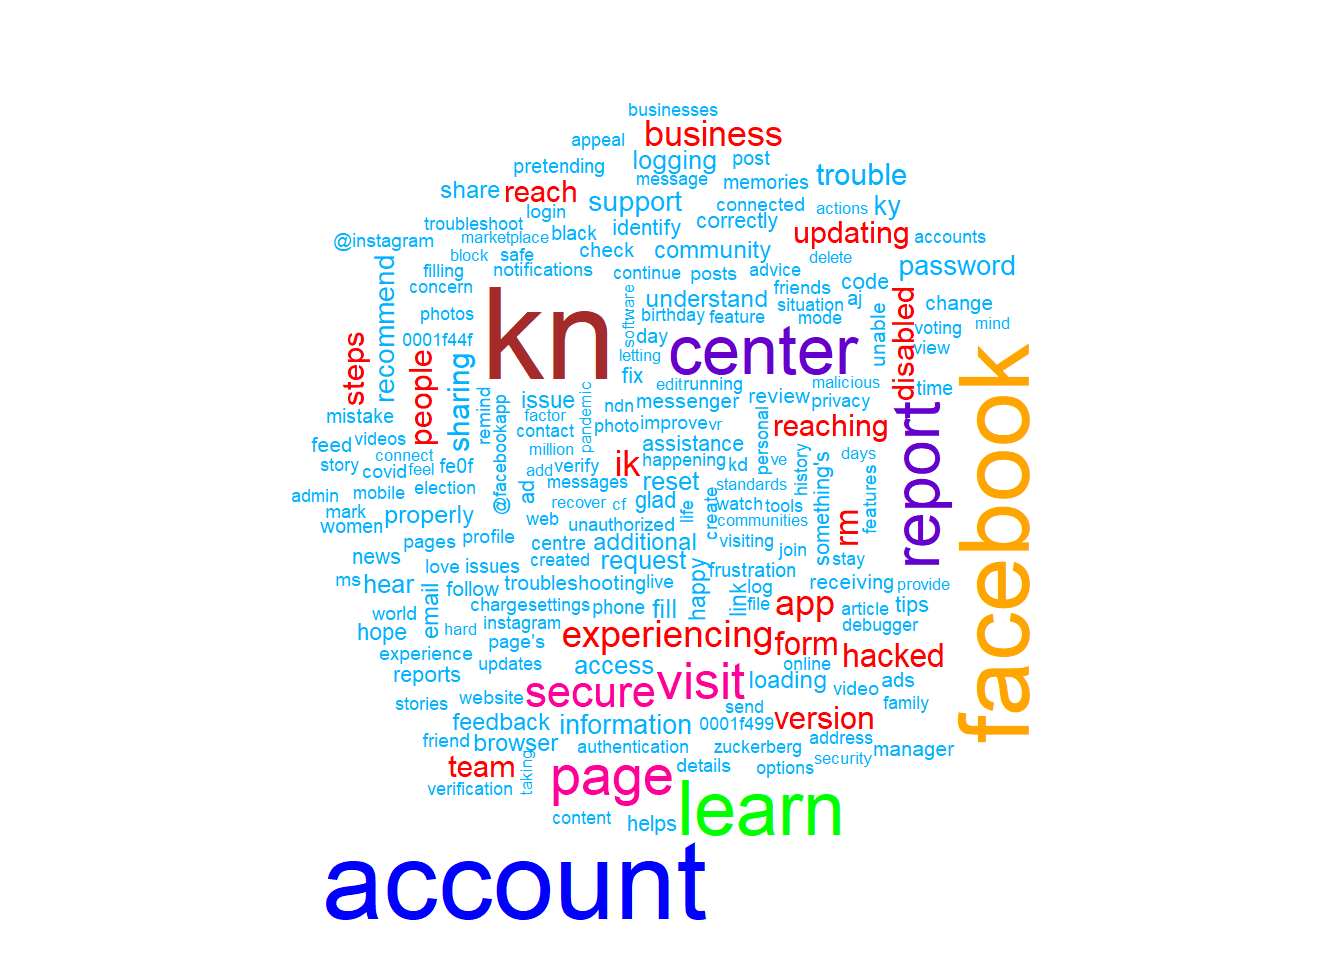 businesses
business
appeal
pretending
logging
post
trouble
message
memories
share
reach
support
connected
actions
ky
login
troubleshoot
identify
correctly
updating
accounts
@instagram
marketplace
black
check
community
block
safe
delete
password
filling
notifications
continue
posts
advice
recommend
concern
friends
code
understand
situation
aj
change
photos
software
birthday
feature
mode
unable
disabled
voting
mind
kn
0001f44f
day
center
view
letting
steps
people
sharing
fix
edit
running
malicious
time
facebook
remind
issue
ndn
messenger
review
privacy
pandemic
mistake
factor
@facebookapp
contact
photo
improve
vr
personal
reaching
report
feed
videos
million
assistance
connect
story
covid
feel
fe0f
add
verify
ik
happening
kd
ve
history
days
admin
mobile
election
ad
messages
reset
standards
something's
features
mark
recover
cf
glad
life
create
watch
tools
rm
women
properly
web
unauthorized
communities
pages
profile
centre
additional
visiting
join
stay
news
love
issues
created
request
happy
frustration
ms
hear
follow
troubleshooting
live
link
log
receiving
provide
world
email
charge
settings
phone
fill
file
app
article
tips
hope
hard
instagram
debugger
page's
experiencing
form
hacked
experience
updates
access
online
reports
secure
visit
loading
video
ads
stories
website
send
family
feedback
information
0001f499
version
friend
browser
authentication
zuckerberg
address
manager
team
taking
page
details
options
security
verification
learn
content
helps
account